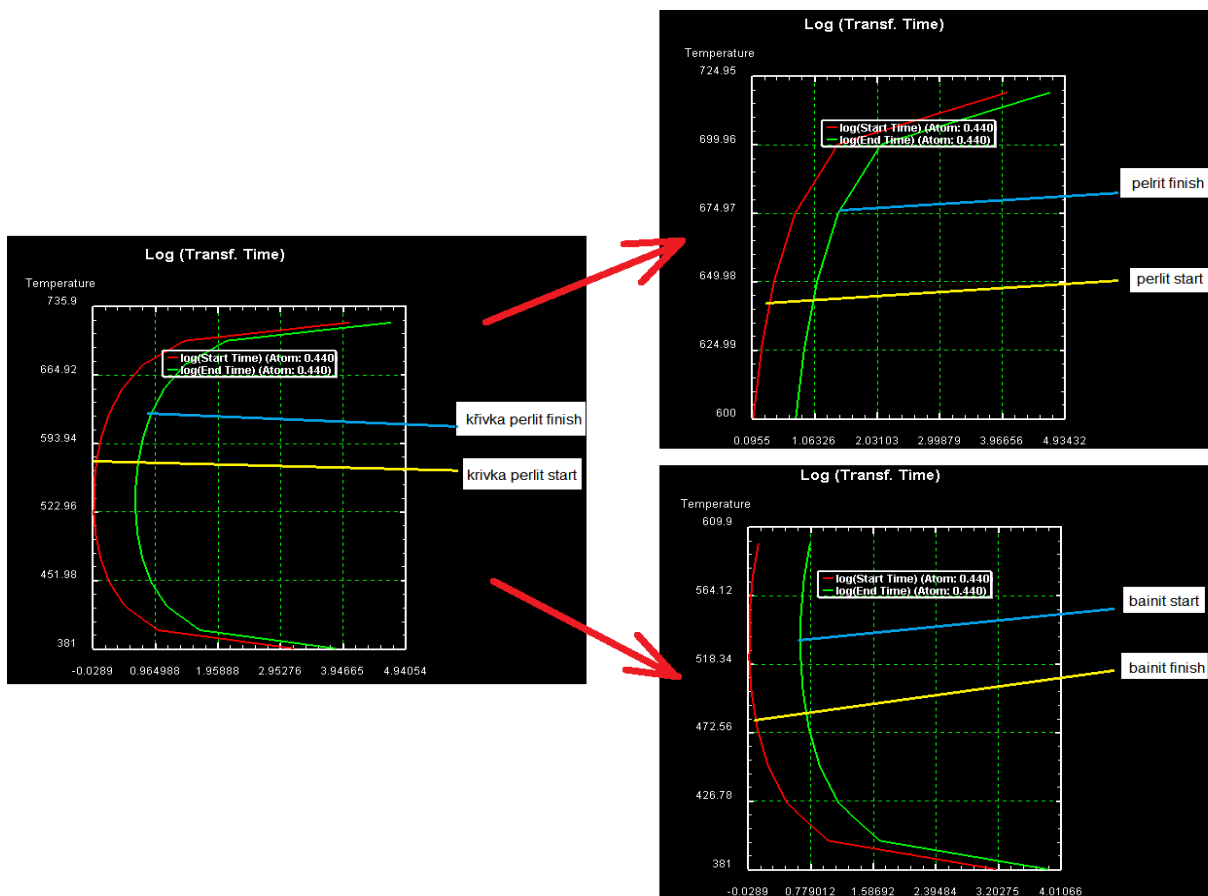 Log (Transf. Time)
Temperature
735.9
log(Start Time) (Atom: 0.440
log(End Time) (Atom: 0.440)
664.92
593.94
522.96
451.98
381
-0.0289 0.964988 1.95888 2.95276 3.94665 4.94054
křivka perlit finish
krivka perlit start
Log (Transf. Time)
Temperature
724.95
log(Start Time) (Atom: 0.440
log(End Time) (Atom: 0.440)
699.96
674.97
649.98
624.99
600
0.0955 1.06326 2.03103 2.99879 3.96656 4.93432
pelrit finish
perlit start
Log (Transf. Time)
Temperature
609.9
log(Start Time) (Atom: 0.440
log(End Time) (Atom: 0.440)
564.12
518.34
472.56
426.78
381
-0.0289 0.779012 1.58692 2.39484 3.20275 4.01066
bainit start
bainit finish